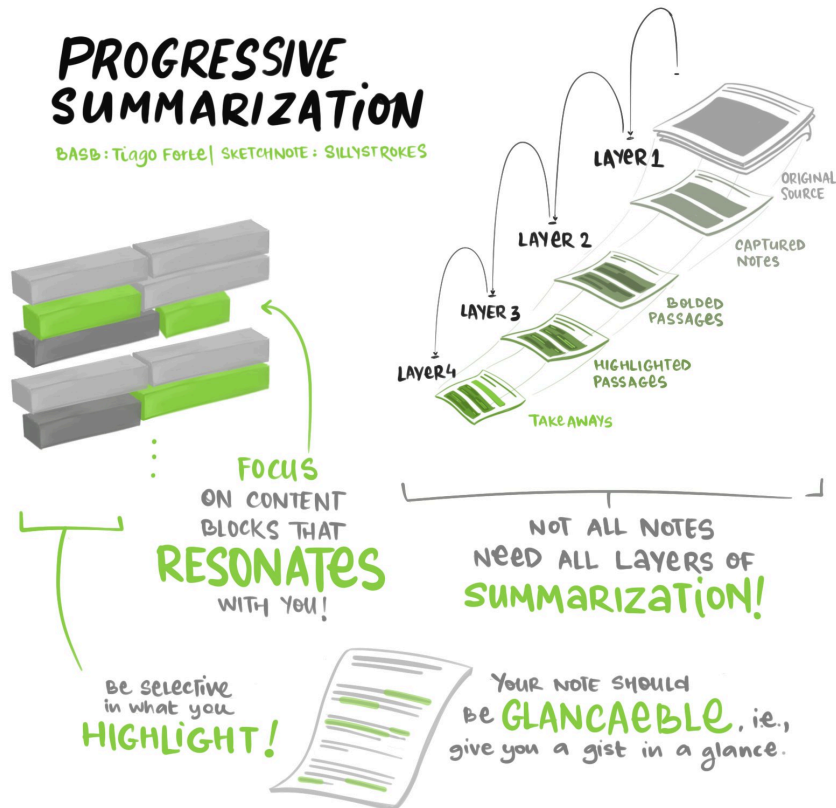 PROGRESSIVE
SUMMARIZATION
BASB: Tiago Forte| SKETCHNOTE: SILLYSTROKES
LAYER 1
ORIGINAL
SOURCE
LAYER 2
CAPTURED
NOTES
LAYER 3
BOLDED
PASSAGES
LAYER4
HIGHLIGHTED
PASSAGES
TAKEAWAYS
FOCUS
ON CONTENT
BLOCKS THAT
RESONATES
WITH YOU!
NOT ALL NOTES
NEED ALL LAYERS OF
SUMMARIZATION!
Be selective
in what you
HIGHLIGHT!
YOUR NOTE SHOULD
Be GLANCAEBLE, i.e.,
give you a gist in a glance.